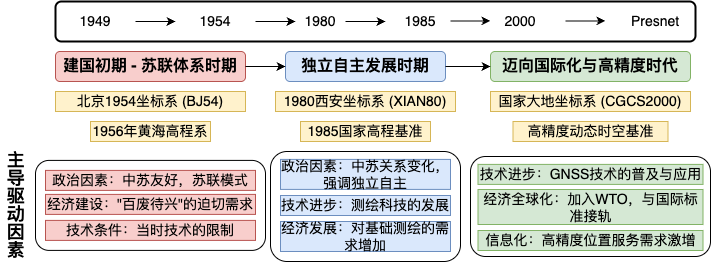 1949
1954
1980
1985
2000
Presnet
建国初期 - 苏联体系时期
独立自主发展时期
迈向国际化与高精度时代
北京1954坐标系 (BJ54)
1980西安坐标系 (XIAN80)
国家大地坐标系 (CGCS2000)
1956年黄海高程系
1985国家高程基准
高精度动态时空基准
主导驱动因素
政治因素：中苏友好，苏联模式
经济建设："百废待兴"的迫切需求
技术条件：当时技术的限制
政治因素：中苏关系变化，
强调独立自主
技术进步：测绘科技的发展
经济发展：对基础测绘的需
求增加
技术进步：GNSS技术的普及与应用
经济全球化：加入WTO，与国际标
准接轨
信息化：高精度位置服务需求激增